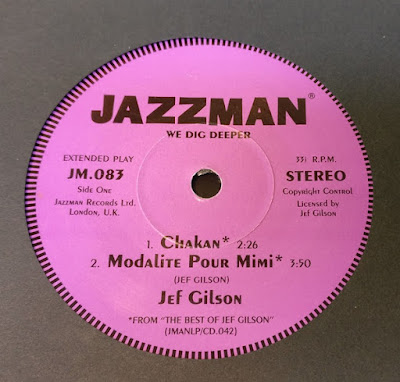 JAZZMAN®
WE DIG DEEPER
EXTENDED PLAY
JM.083
Side One
Jazzman Records Ltd.
London, U.K.
33⅓ R.P.M.
STEREO
Copyright Control
Licensed by
Jef Gilson
1. Chakan* 2:26
2. Modalite Pour Mimi* 3:50
(JEF GILSON)
Jef Gilson
*FROM "THE BEST OF JEF GILSON"
(JMANLP/CD.042)